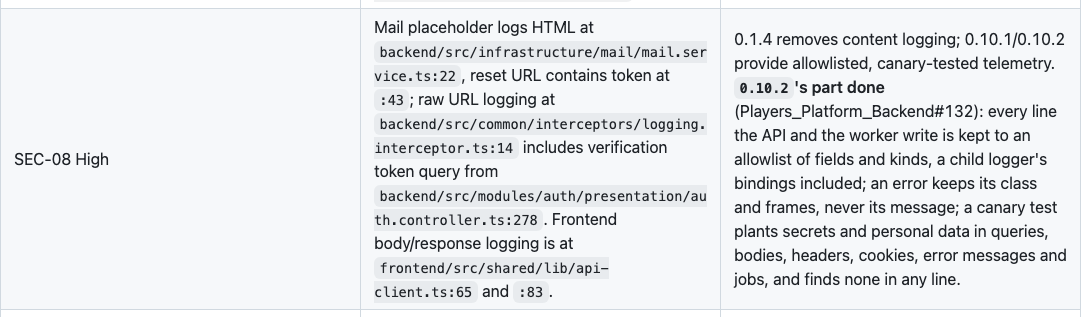 SEC-08 High
Mail placeholder logs HTML at
backend/src/infrastructure/mail/mail.ser
vice.ts:22 , reset URL contains token at
:43 ; raw URL logging at
backend/src/common/interceptors/logging.
interceptor.ts:14 includes verification
token query from
backend/src/modules/auth/presentation/au
th.controller.ts:278 . Frontend
body/response logging is at
frontend/src/shared/lib/api-
client.ts:65 and :83 .
0.1.4 removes content logging; 0.10.1/0.10.2
provide allowlisted, canary-tested telemetry.
0.10.2 's part done
(Players_Platform_Backend#132): every line
the API and the worker write is kept to an
allowlist of fields and kinds, a child logger's
bindings included; an error keeps its class
and frames, never its message; a canary test
plants secrets and personal data in queries,
bodies, headers, cookies, error messages and
jobs, and finds none in any line.